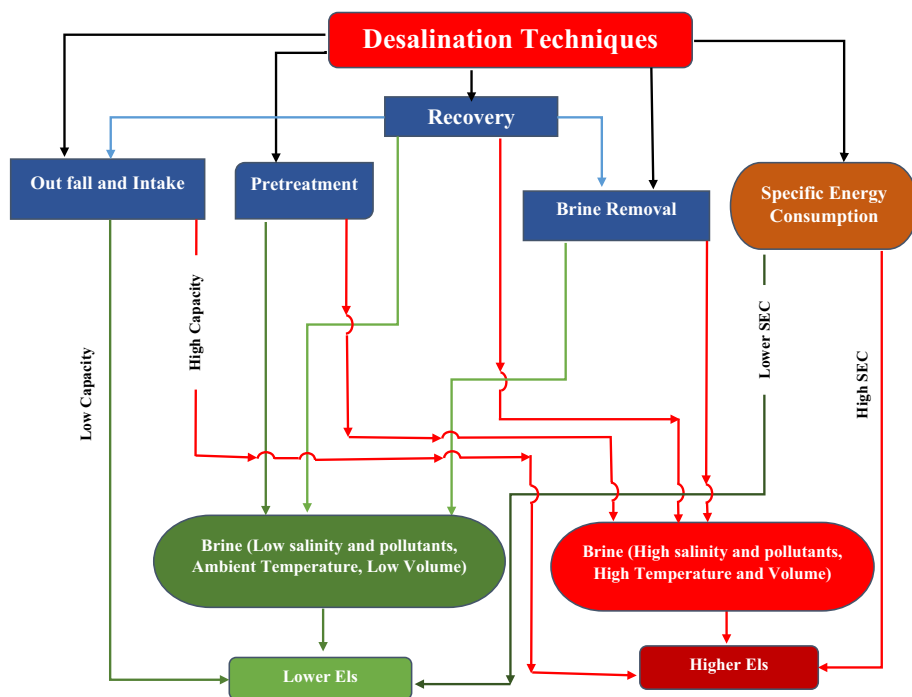 Desalination Techniques
Recovery
Out fall and Intake
Pretreatment
Brine Removal
Specific Energy
Consumption
Low Capacity
High Capacity
Lower SEC
High SEC
Brine (Low salinity and pollutants,
Ambient Temperature, Low Volume)
Brine (High salinity and pollutants,
High Temperature and Volume)
Lower Els
Higher Els